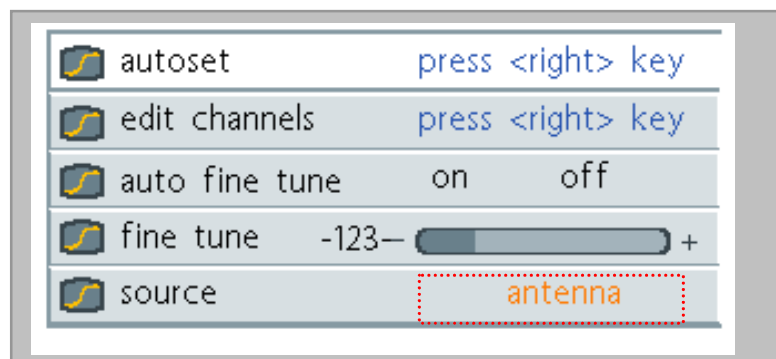 autoset press <right> key
edit channels press <right> key
auto fine tune on off
fine tune -123– +
source antenna